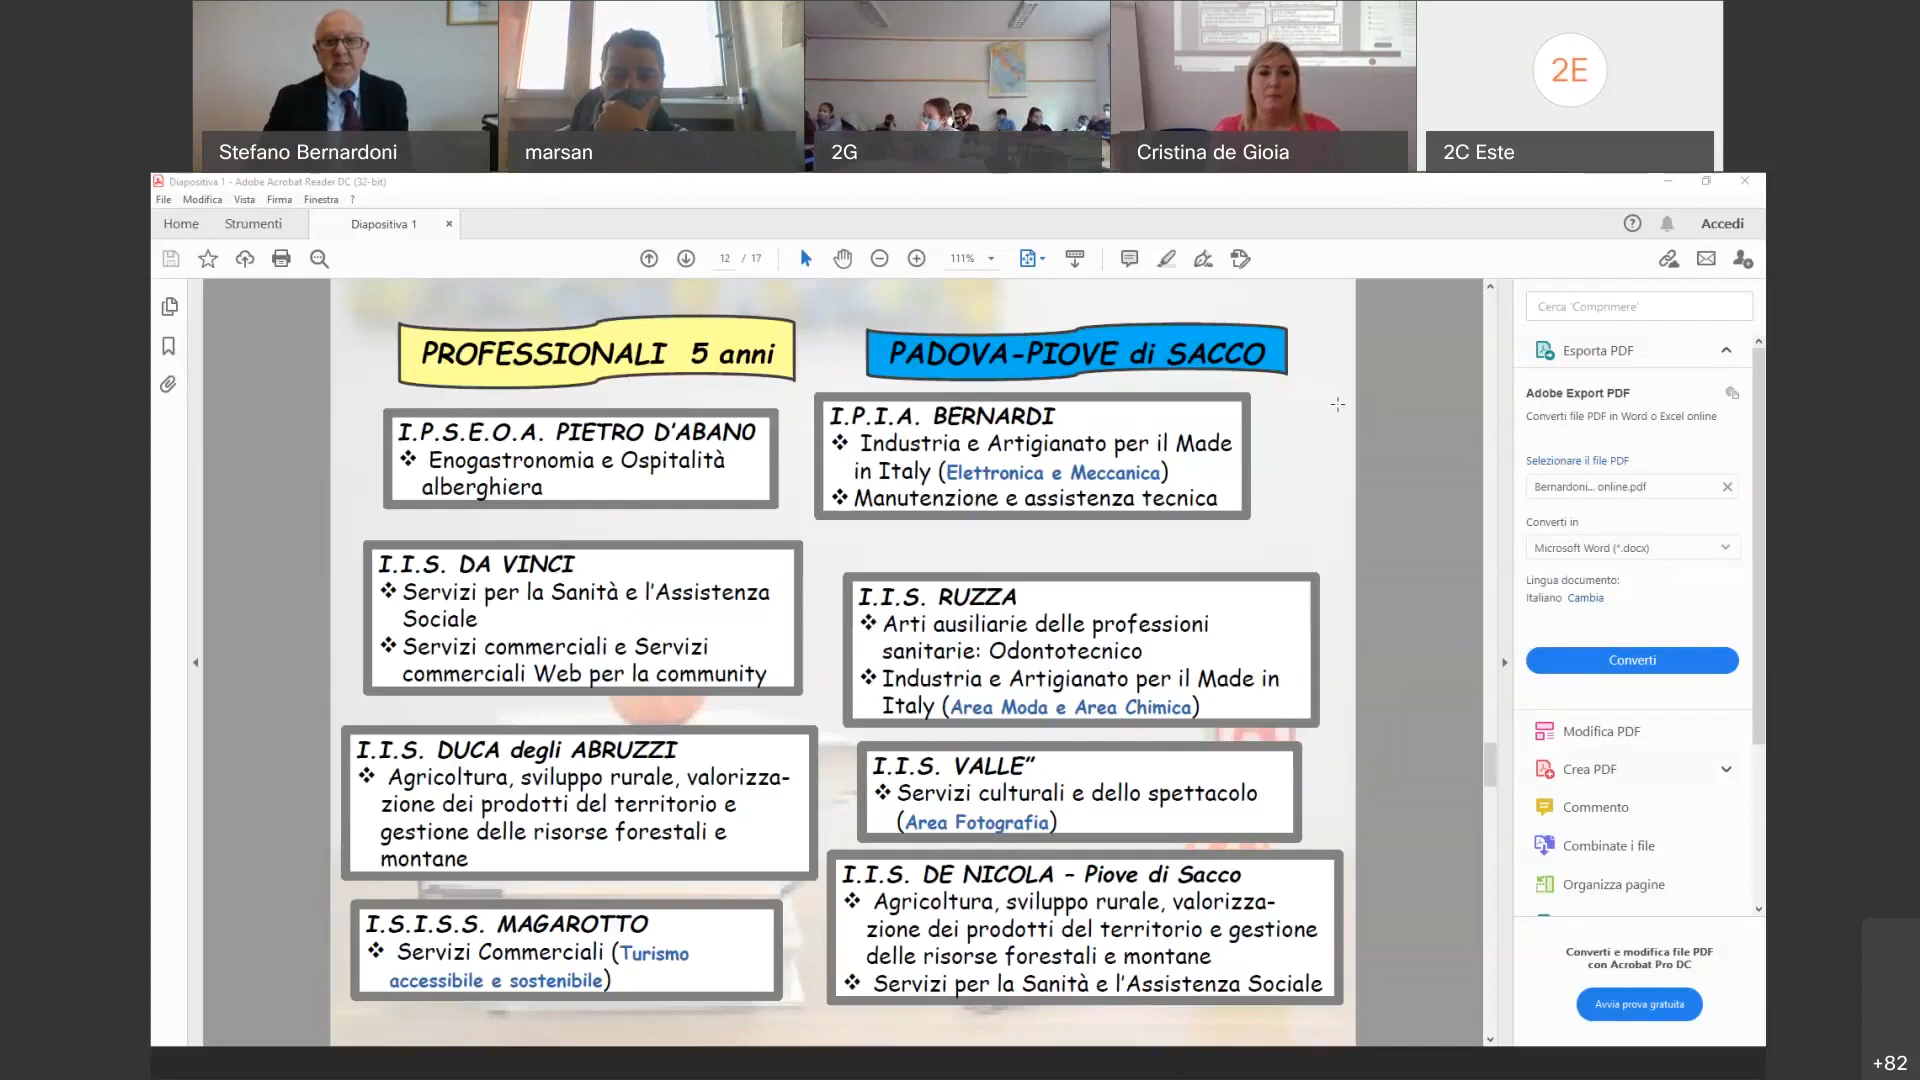 2E
Stefano Bernardoni
marsan
2G
Cristina de Gioia
2C Este
Diapositiva 1 - Adobe Acrobat Reader DC (32-bit)
File Modifica Vista Firma Finestra ?
Home Strumenti Diapositiva 1 × Accedi
12 / 17 111%
PROFESSIONALI 5 anni
PADOVA-PIOVE di SACCO
I.P.S.E.O.A. PIETRO D'ABANO
❖ Enogastronomia e Ospitalità
alberghiera
I.I.S. DA VINCI
❖ Servizi per la Sanità e l'Assistenza
Sociale
❖ Servizi commerciali e Servizi
commerciali Web per la community
I.I.S. DUCA degli ABRUZZI
❖ Agricoltura, sviluppo rurale, valorizza-
zione dei prodotti del territorio e
gestione delle risorse forestali e
montane
I.S.I.S.S. MAGAROTTO
❖ Servizi Commerciali (Turismo
accessibile e sostenibile)
I.P.I.A. BERNARDI
❖ Industria e Artigianato per il Made
in Italy (Elettronica e Meccanica)
❖ Manutenzione e assistenza tecnica
I.I.S. RUZZA
❖ Arti ausiliarie delle professioni
sanitarie: Odontotecnico
❖ Industria e Artigianato per il Made in
Italy (Area Moda e Area Chimica)
I.I.S. VALLE"
❖ Servizi culturali e dello spettacolo
(Area Fotografia)
I.I.S. DE NICOLA - Piove di Sacco
❖ Agricoltura, sviluppo rurale, valorizza-
zione dei prodotti del territorio e gestione
delle risorse forestali e montane
❖ Servizi per la Sanità e l'Assistenza Sociale
Cerca 'Comprimere'
Esporta PDF
Adobe Export PDF
Converti file PDF in Word o Excel online
Selezionare il file PDF
Bernardoni... online.pdf
Converti in
Microsoft Word (*.docx)
Lingua documento:
Italiano Cambia
Converti
Modifica PDF
Crea PDF
Commento
Combinate i file
Organizza pagine
Converti e modifica file PDF
con Acrobat Pro DC
Avvia prova gratuita
+82